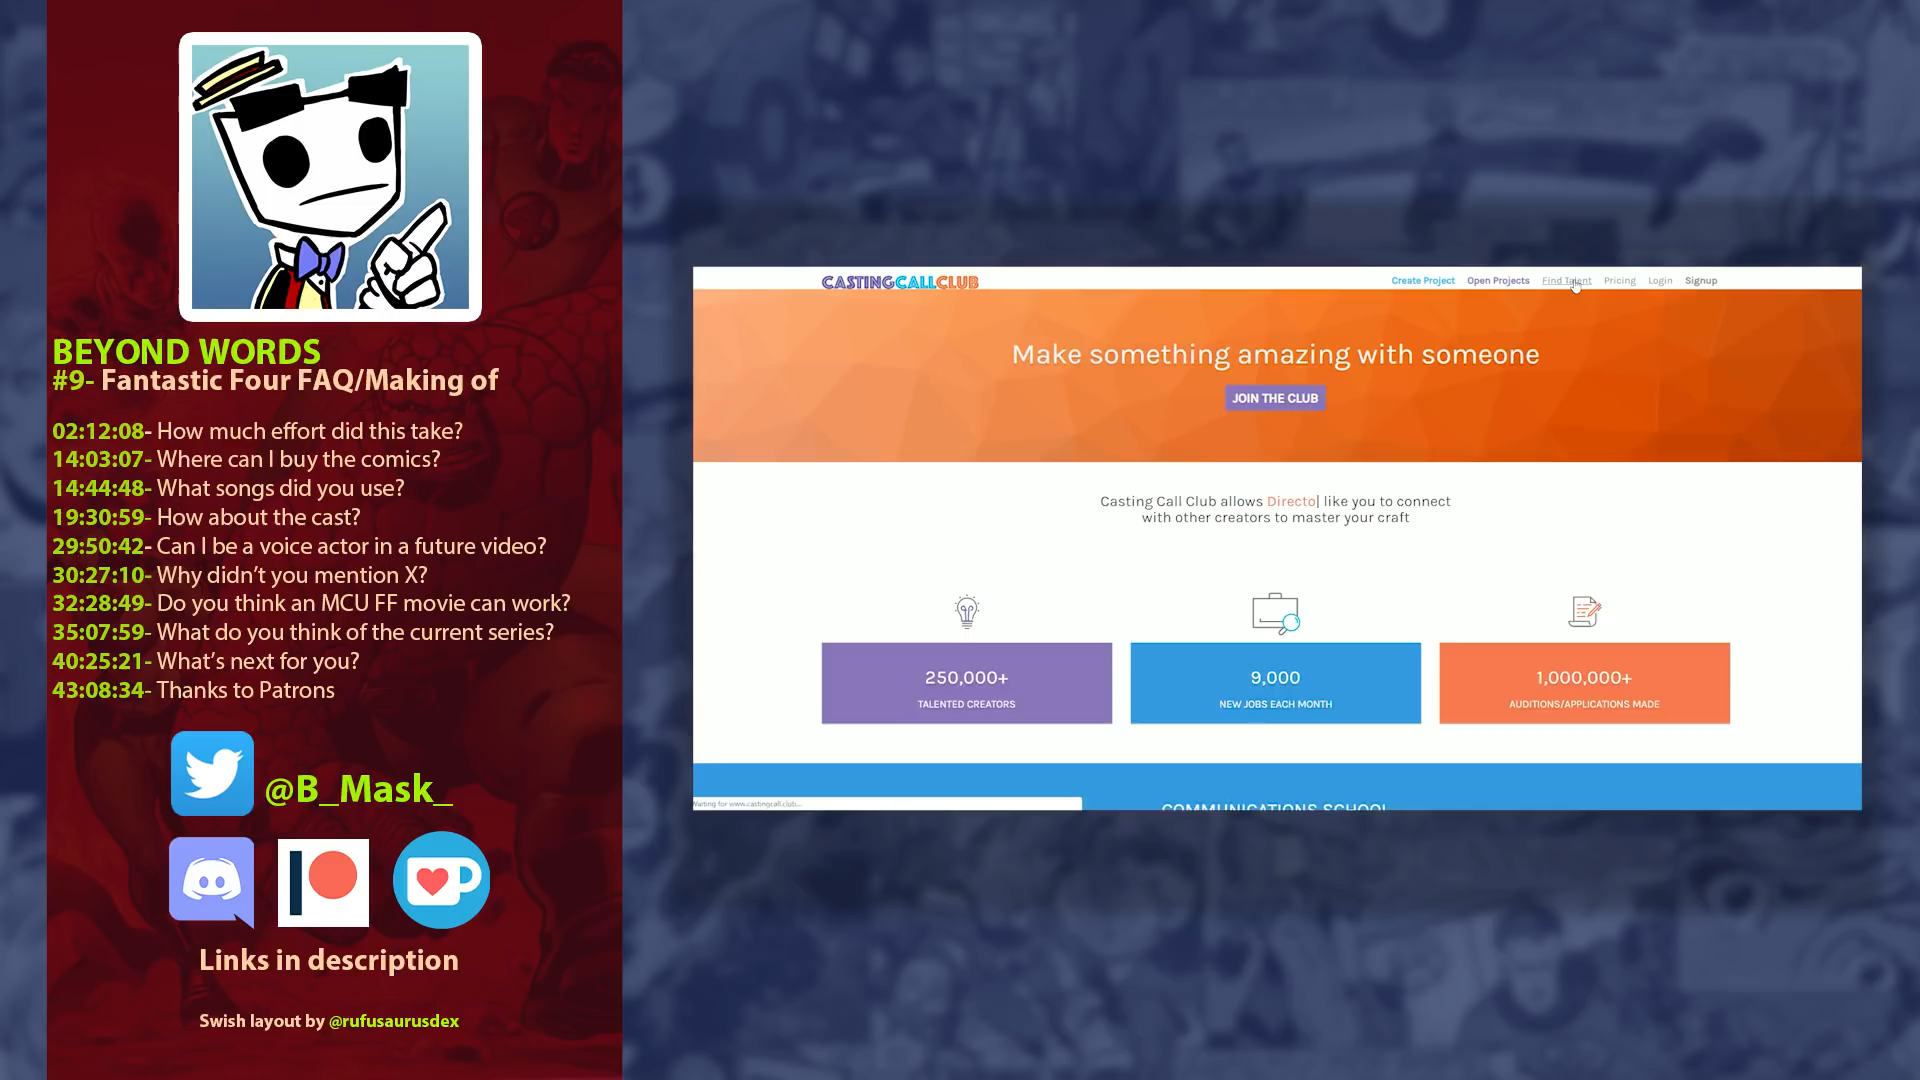 BEYOND WORDS
#9- Fantastic Four FAQ/Making of
02:12:08- How much effort did this take?
14:03:07- Where can I buy the comics?
14:44:48- What songs did you use?
19:30:59- How about the cast?
29:50:42- Can I be a voice actor in a future video?
30:27:10- Why didn't you mention X?
32:28:49- Do you think an MCU FF movie can work?
35:07:59- What do you think of the current series?
40:25:21- What's next for you?
43:08:34- Thanks to Patrons
@B_Mask_
Links in description
Swish layout by @rufusaurusdex
CASTINGCALLCLUB
Create Project Open Projects Find Talent Pricing Login Signup
Make something amazing with someone
JOIN THE CLUB
Casting Call Club allows Directo| like you to connect
with other creators to master your craft
250,000+
TALENTED CREATORS
9,000
NEW JOBS EACH MONTH
1,000,000+
AUDITIONS/APPLICATIONS MADE
Waiting for www.castingcall.club...
COMMUNICATIONS SCHOOL